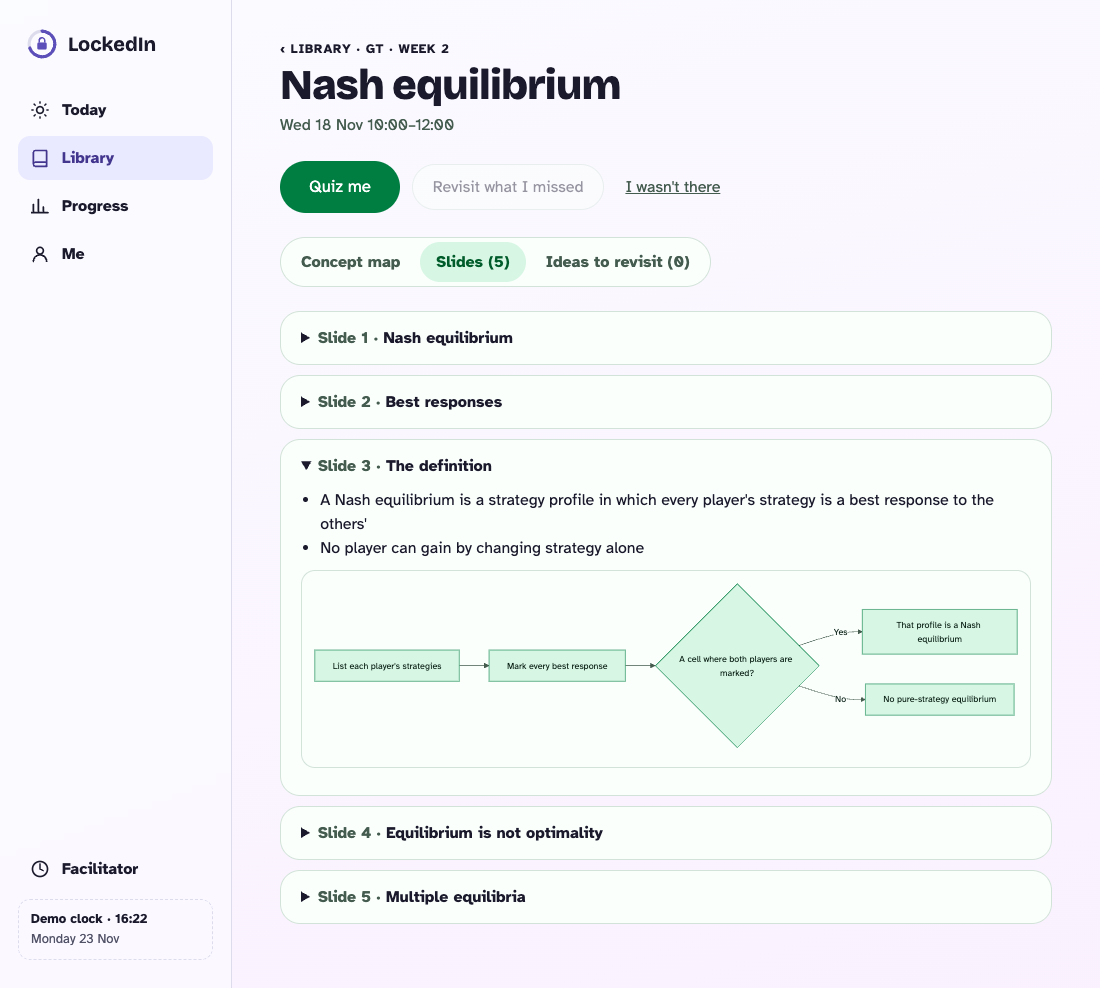 LockedIn
Today
Library
Progress
Me
Facilitator
Demo clock · 16:22
Monday 23 Nov
‹ LIBRARY · GT · WEEK 2
Nash equilibrium
Wed 18 Nov 10:00–12:00
Quiz me
Revisit what I missed
I wasn't there
Concept map
Slides (5)
Ideas to revisit (0)
Slide 1 · Nash equilibrium
Slide 2 · Best responses
Slide 3 · The definition
• A Nash equilibrium is a strategy profile in which every player's strategy is a best response to the
others'
• No player can gain by changing strategy alone
List each player's strategies
Mark every best response
A cell where both players are
marked?
Yes
That profile is a Nash
equilibrium
No
No pure-strategy equilibrium
Slide 4 · Equilibrium is not optimality
Slide 5 · Multiple equilibria